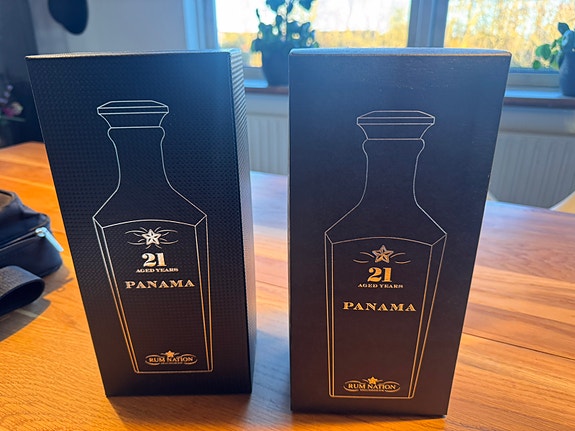 21
AGED YEARS
PANAMA
RUM NATION
21
AGED YEARS
PANAMA
RUM NATION